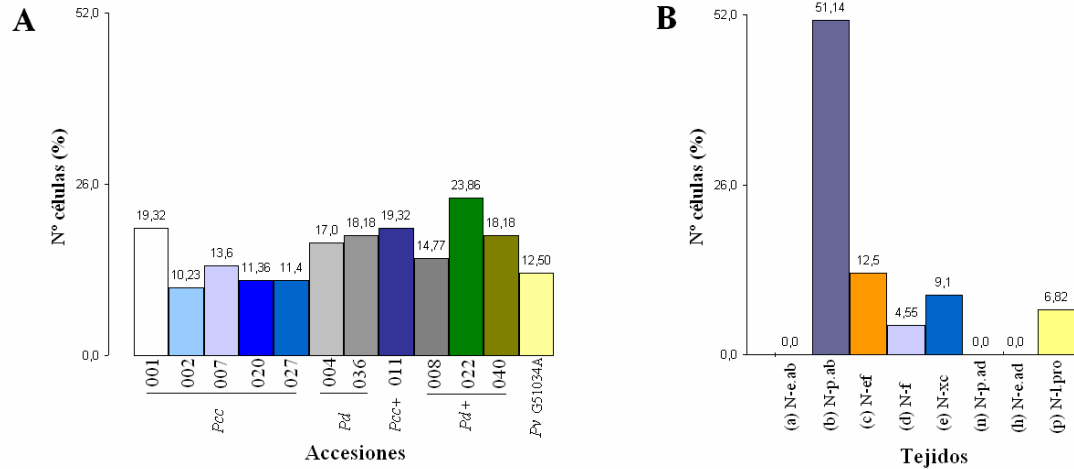 A
52,0
26,0
0,0
Nº células (%)
19,32
10,23
13,6
11,36
11,4
17,0
18,18
19,32
14,77
23,86
18,18
12,50
001
002
007
020
027
004
036
011
008
022
040
Pv G51034A
Pcc
Pd
Pcc+
Pd+
Accesiones
B
52,0
26,0
0,0
Nº células (%)
0,0
51,14
12,5
4,55
9,1
0,0
0,0
6,82
(a) N-e.ab
(b) N-p.ab
(c) N-ef
(d) N-f
(e) N-xc
(n) N-p.ad
(h) N-e.ad
(p) N-l.pro
Tejidos